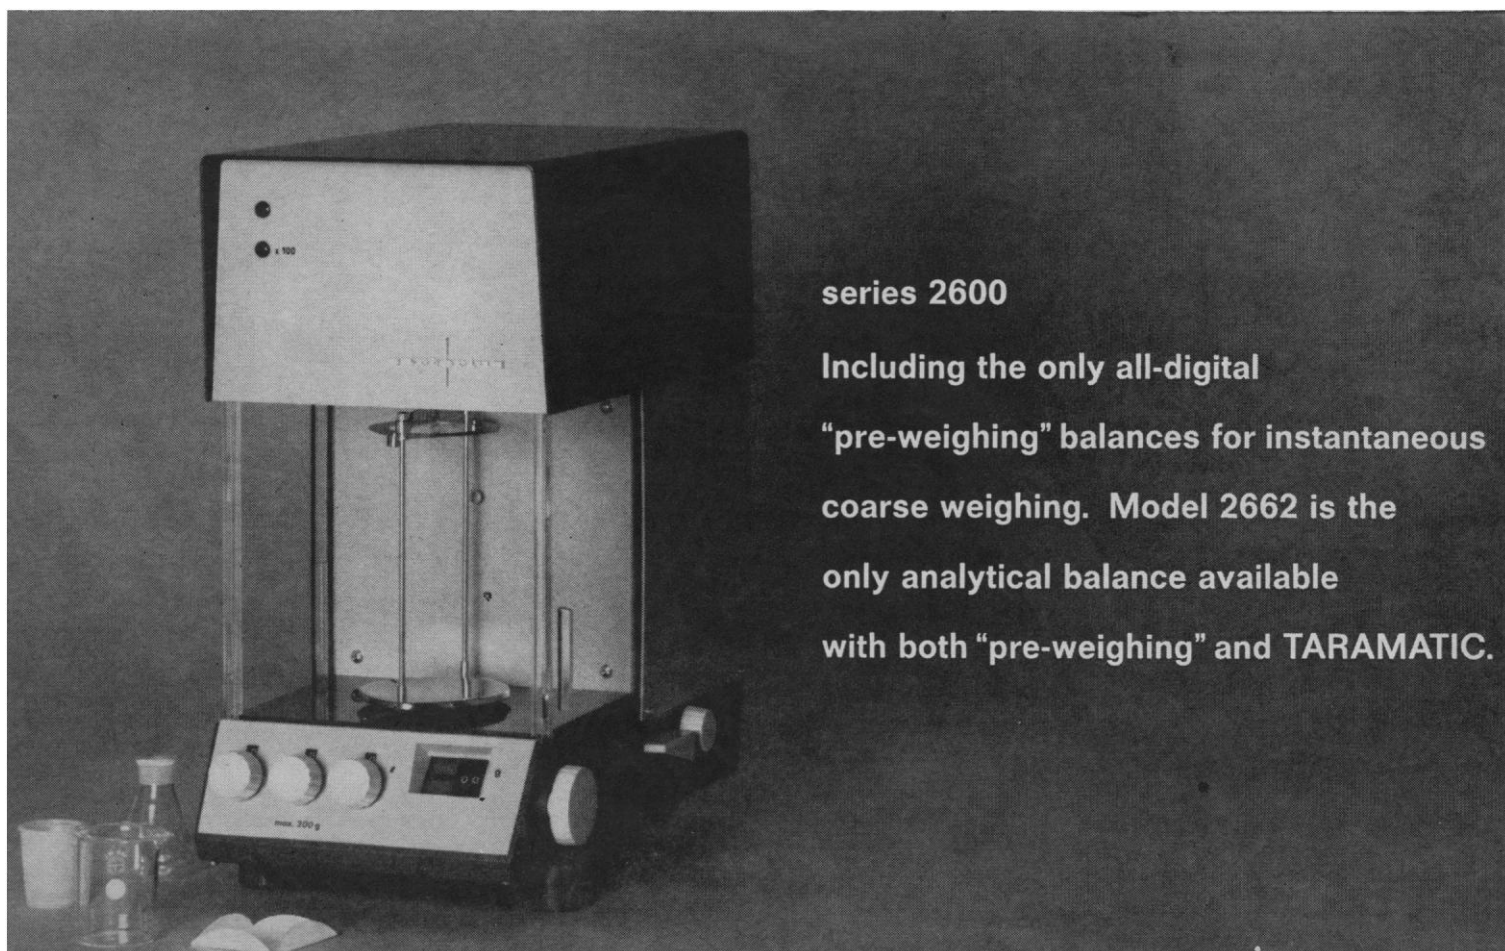 x 100
series 2600
Including the only all-digital
“pre-weighing” balances for instantaneous
coarse weighing. Model 2662 is the
only analytical balance available
with both “pre-weighing” and TARAMATIC.
g
max. 300 g